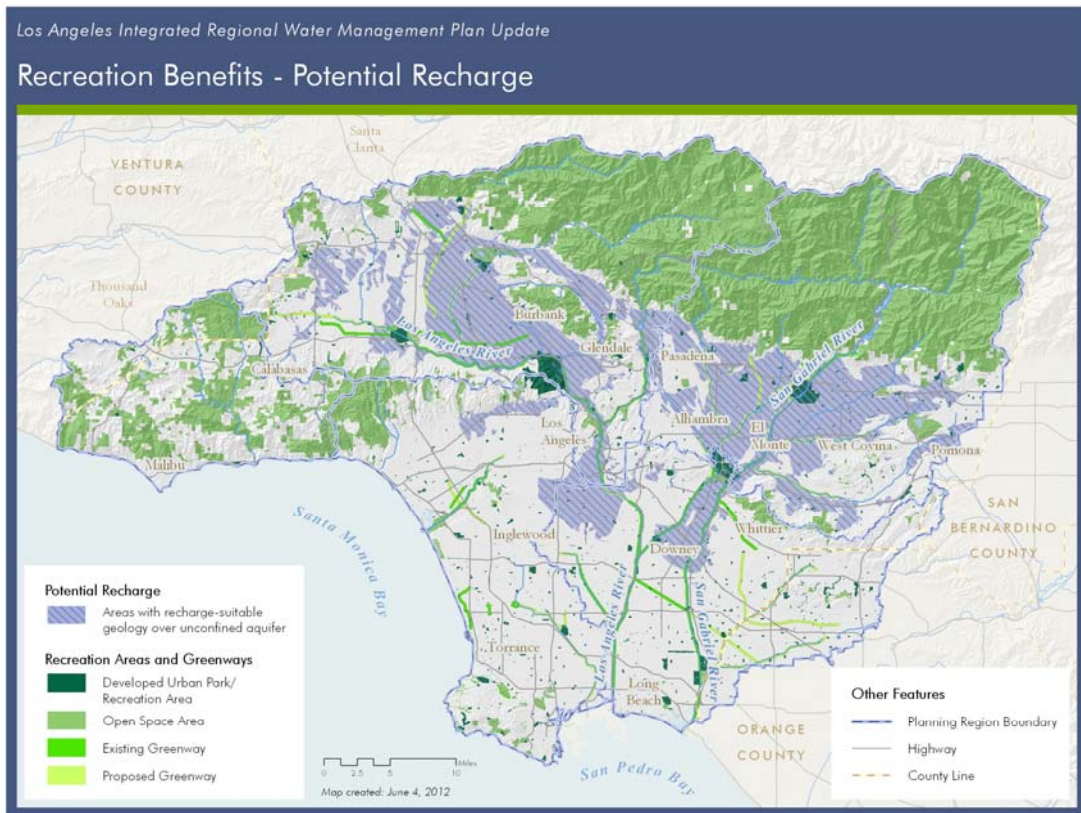 Los Angeles Integrated Regional Water Management Plan Update
Recreation Benefits - Potential Recharge
Santa
Clarita
VENTURA
COUNTY
Thousand
Oaks
Burbank
Los Angeles River
Glendale
Pasadena
San Gabriel River
Calabasas
Alhambra
El
Monte
Los
Angeles
West Covina
Pomona
Malibu
SAN
BERNARDINO
COUNTY
Santa Monica Bay
Inglewood
Whittier
Downey
Los Angeles River
San Gabriel River
Torrance
Long
Beach
ORANGE
COUNTY
San Pedro Bay
Potential Recharge
Areas with recharge-suitable
geology over unconfined aquifer
Recreation Areas and Greenways
Developed Urban Park/
Recreation Area
Open Space Area
Existing Greenway
Proposed Greenway
Miles
0 2.5 5 10
Map created: June 4, 2012
Other Features
Planning Region Boundary
Highway
County Line